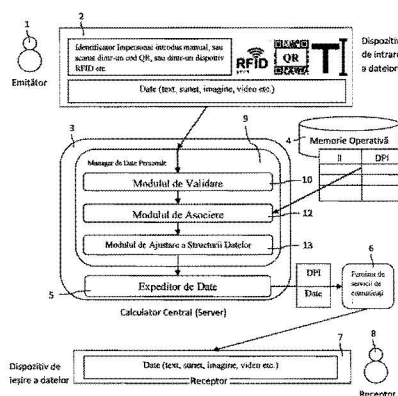 1
2
Identificator Impersonal introdus manual, sau
scanat dintr-un cod QR, sau dintr-un dispozitiv
RFID etc.
RFID
QR
T
Dispozitiv
de intrare
a datelor
Emițător
Date (text, sunet, imagine, video etc.)
3
9
4
Memorie Operativă
II DPI
Manager de Date Personale
Modulul de Validare
10
Modulul de Asociere
12
Modulul de Ajustare a Structurii Datelor
13
6
5
Expeditor de Date
DPI
Date
Furnizor de
servicii de
comunicații
Calculator Central (Server)
7
8
Dispozitiv de
ieșire a datelor
Date (text, sunet, imagine, video etc.)
Receptor
Receptor